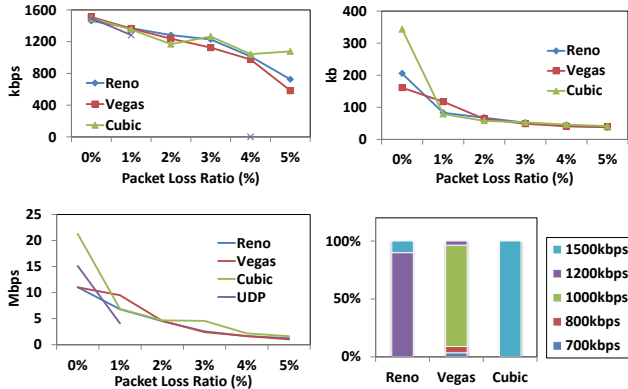 1600
1200
800
400
0
kbps
Reno
Vegas
Cubic
0% 1% 2% 3% 4% 5%
Packet Loss Ratio (%)
400
300
200
100
0
kb
Reno
Vegas
Cubic
0% 1% 2% 3% 4% 5%
Packet Loss Ratio (%)
25
20
15
10
5
0
Mbps
Reno
Vegas
Cubic
UDP
0% 1% 2% 3% 4% 5%
Packet Loss Ratio (%)
100%
50%
0%
Reno Vegas Cubic
1500kbps
1200kbps
1000kbps
800kbps
700kbps